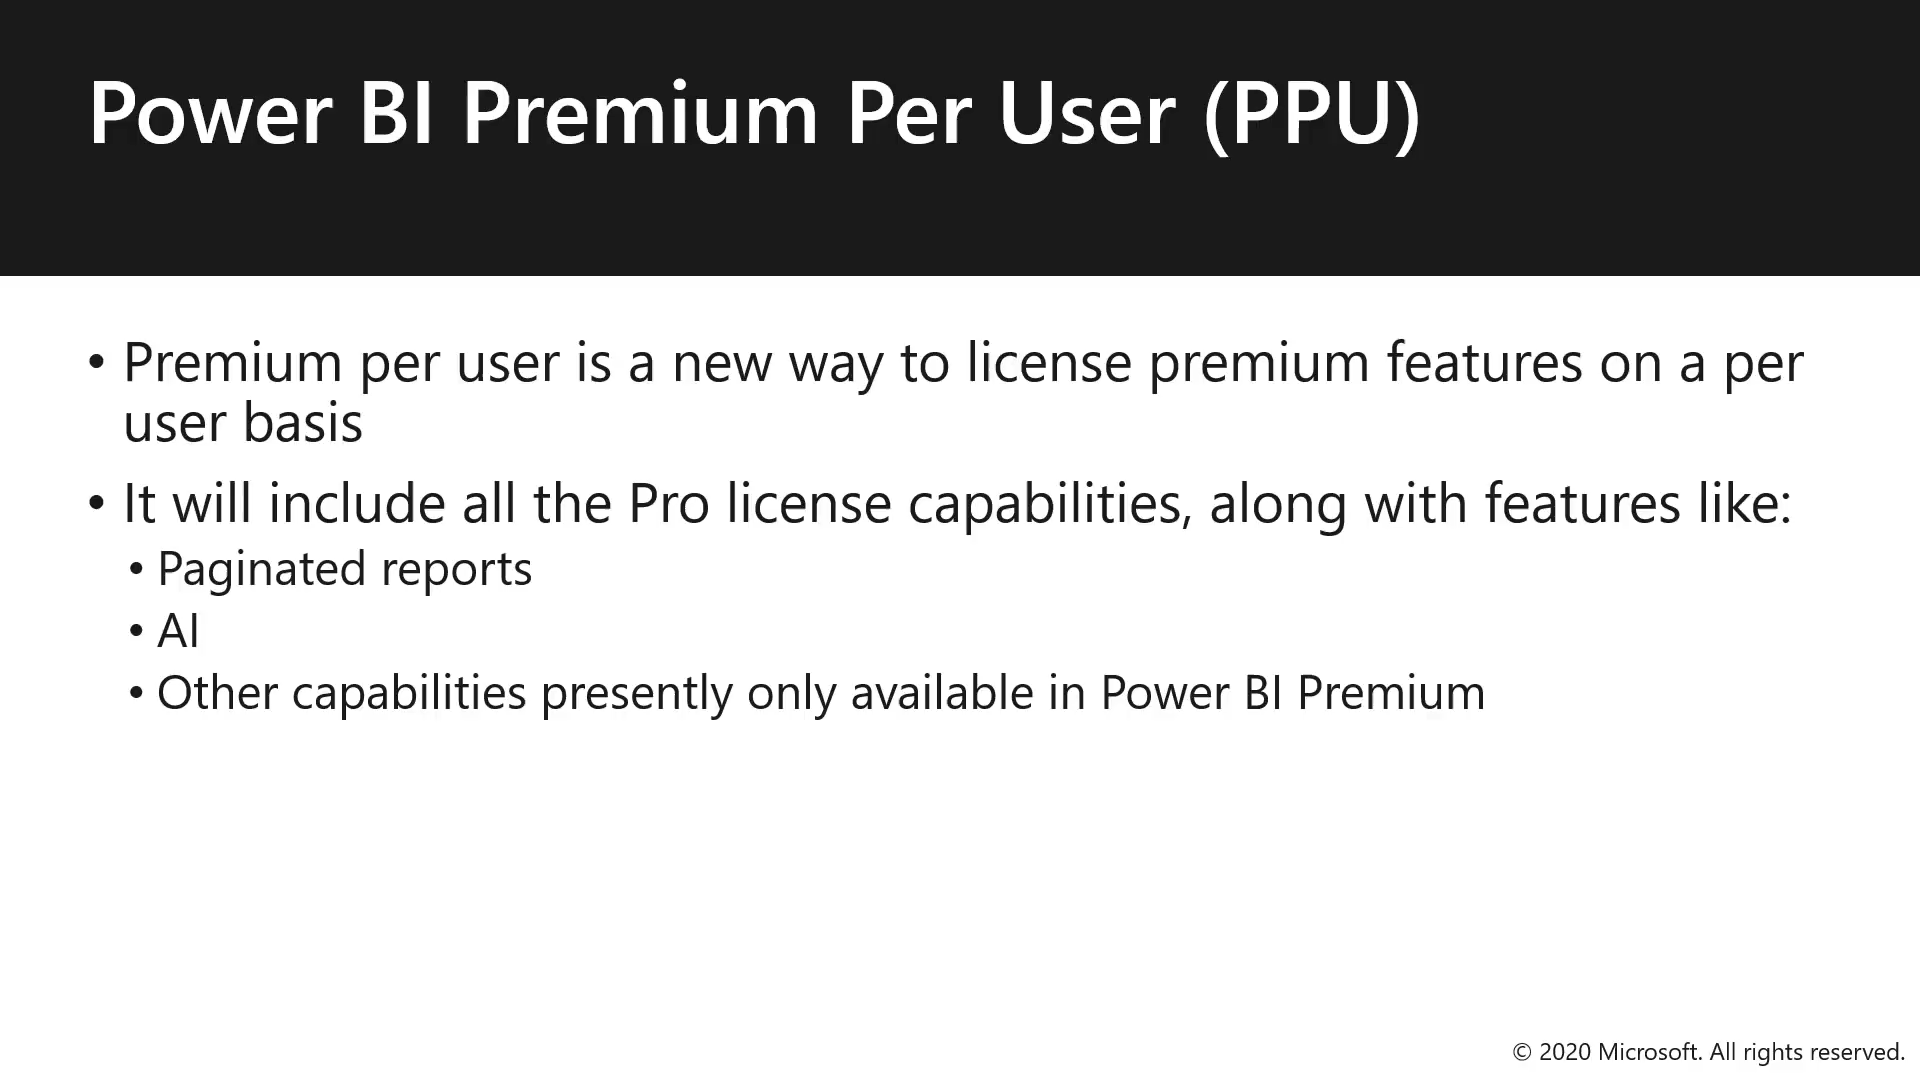 Power BI Premium Per User (PPU)
• Premium per user is a new way to license premium features on a per
user basis
• It will include all the Pro license capabilities, along with features like:
• Paginated reports
• AI
• Other capabilities presently only available in Power BI Premium
© 2020 Microsoft. All rights reserved.